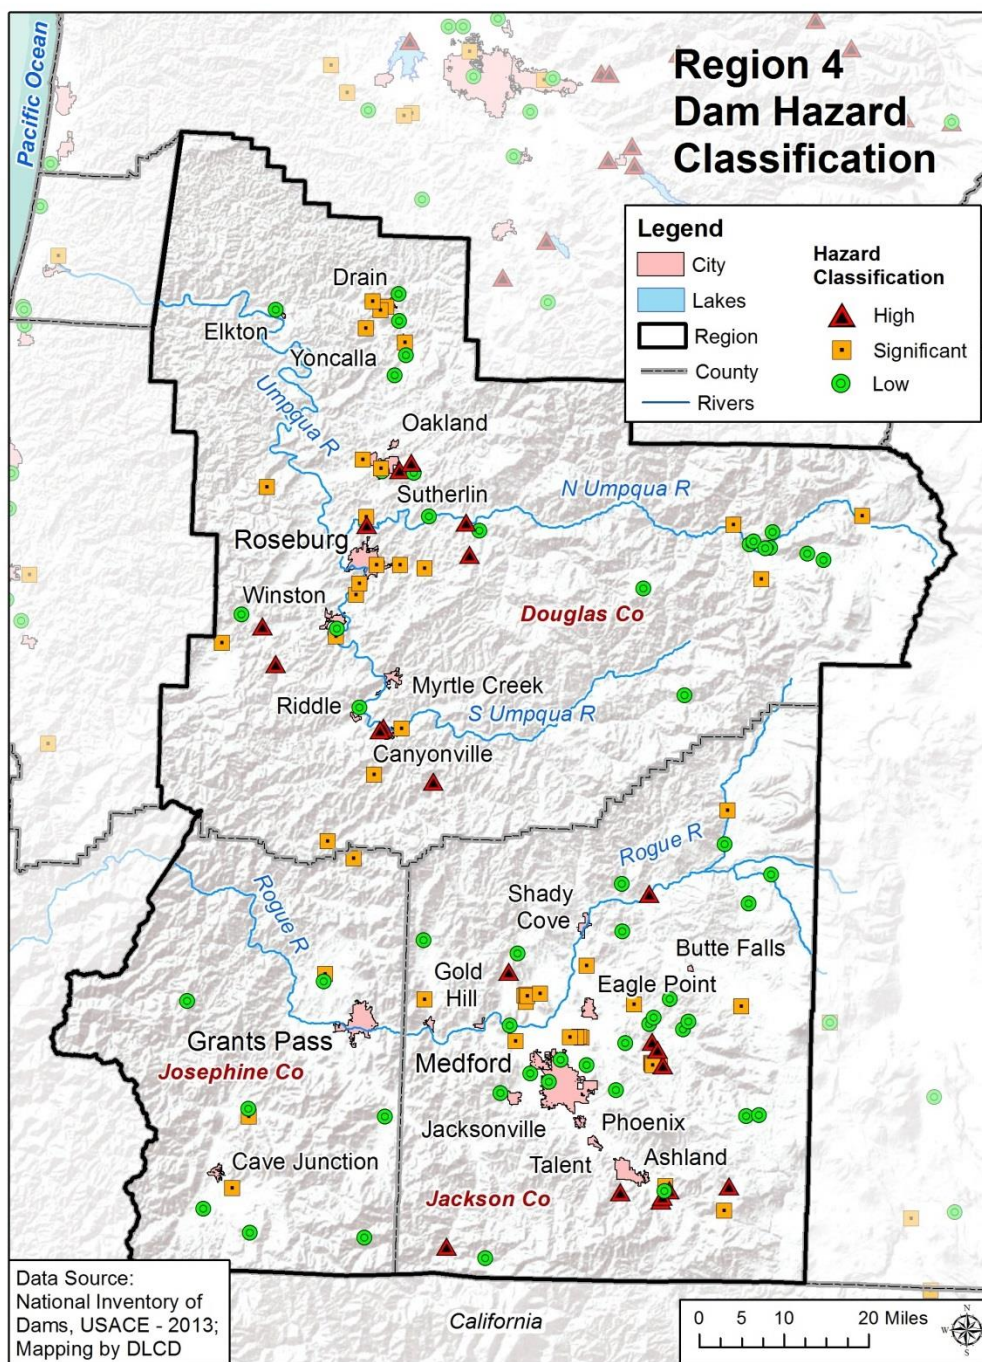 Region 4
Dam Hazard
Classification
Pacific Ocean
Legend
City
Lakes
Region
County
Rivers
Hazard
Classification
High
Significant
Low
Drain
Elkton
Yoncalla
Umpqua R
Oakland
Sutherlin
N Umpqua R
Roseburg
Winston
Douglas Co
Myrtle Creek
Riddle
S Umpqua R
Canyonville
Rogue R
Rogue R
Shady
Cove
Butte Falls
Gold
Hill
Eagle Point
Grants Pass
Medford
Josephine Co
Jacksonville
Phoenix
Cave Junction
Talent
Ashland
Jackson Co
Data Source:
National Inventory of
Dams, USACE - 2013;
Mapping by DLCD
California
0 5 10 20 Miles
N
E
S
W